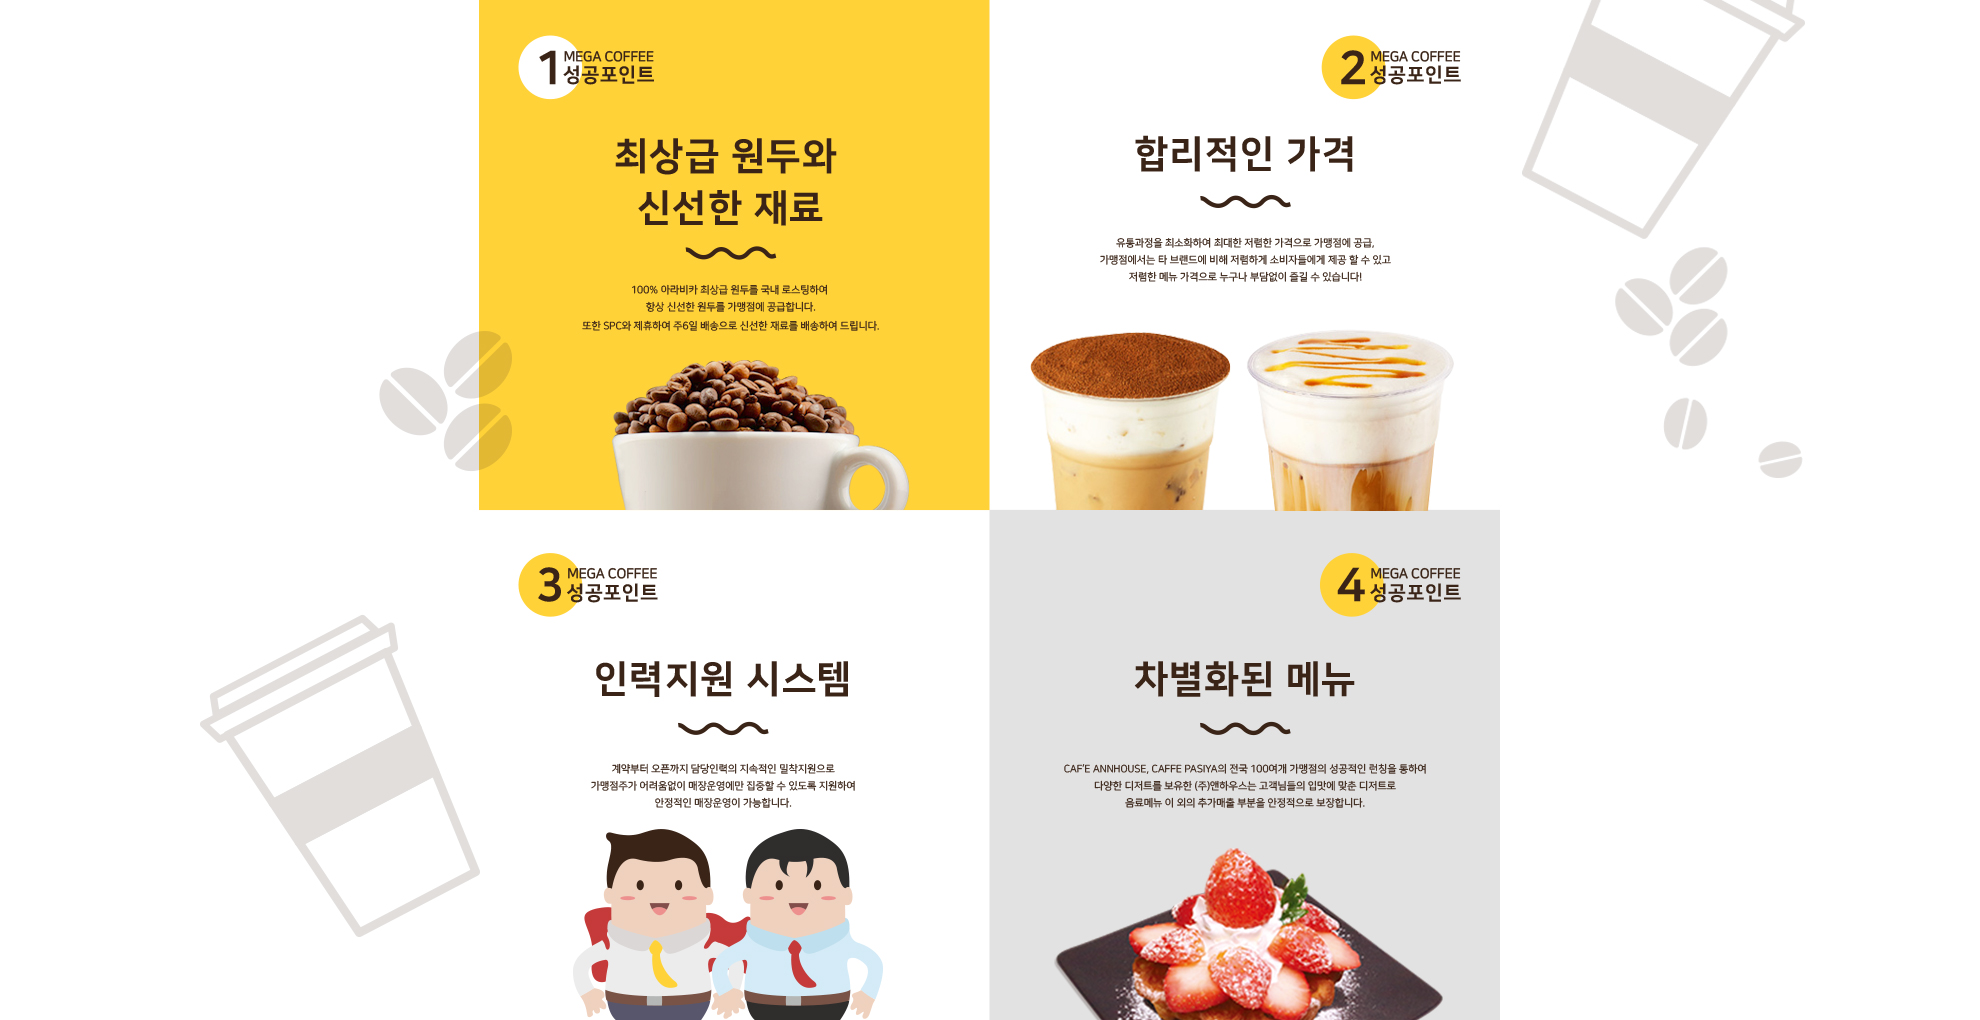 1
MEGA COFFEE
성공포인트
최상급 원두와
신선한 재료
100% 아라비카 최상급 원두를 국내 로스팅하여
항상 신선한 원두를 가맹점에 공급합니다.
또한 SPC와 제휴하여 주6일 배송으로 신선한 재료를 배송하여 드립니다.
2
MEGA COFFEE
성공포인트
합리적인 가격
유통과정을 최소화하여 최대한 저렴한 가격으로 가맹점에 공급,
가맹점에서는 타 브랜드에 비해 저렴하게 소비자들에게 제공 할 수 있고
저렴한 메뉴 가격으로 누구나 부담없이 즐길 수 있습니다!
3
MEGA COFFEE
성공포인트
인력지원 시스템
계약부터 오픈까지 담당인력의 지속적인 밀착지원으로
가맹점주가 어려움없이 매장운영에만 집중할 수 있도록 지원하여
안정적인 매장운영이 가능합니다.
4
MEGA COFFEE
성공포인트
차별화된 메뉴
CAF'E ANNHOUSE, CAFFE PASIYA의 전국 100여개 가맹점의 성공적인 런칭을 통하여
다양한 디저트를 보유한 (주)앤하우스는 고객님들의 입맛에 맞춘 디저트로
음료메뉴 이 외의 추가매출 부분을 안정적으로 보장합니다.